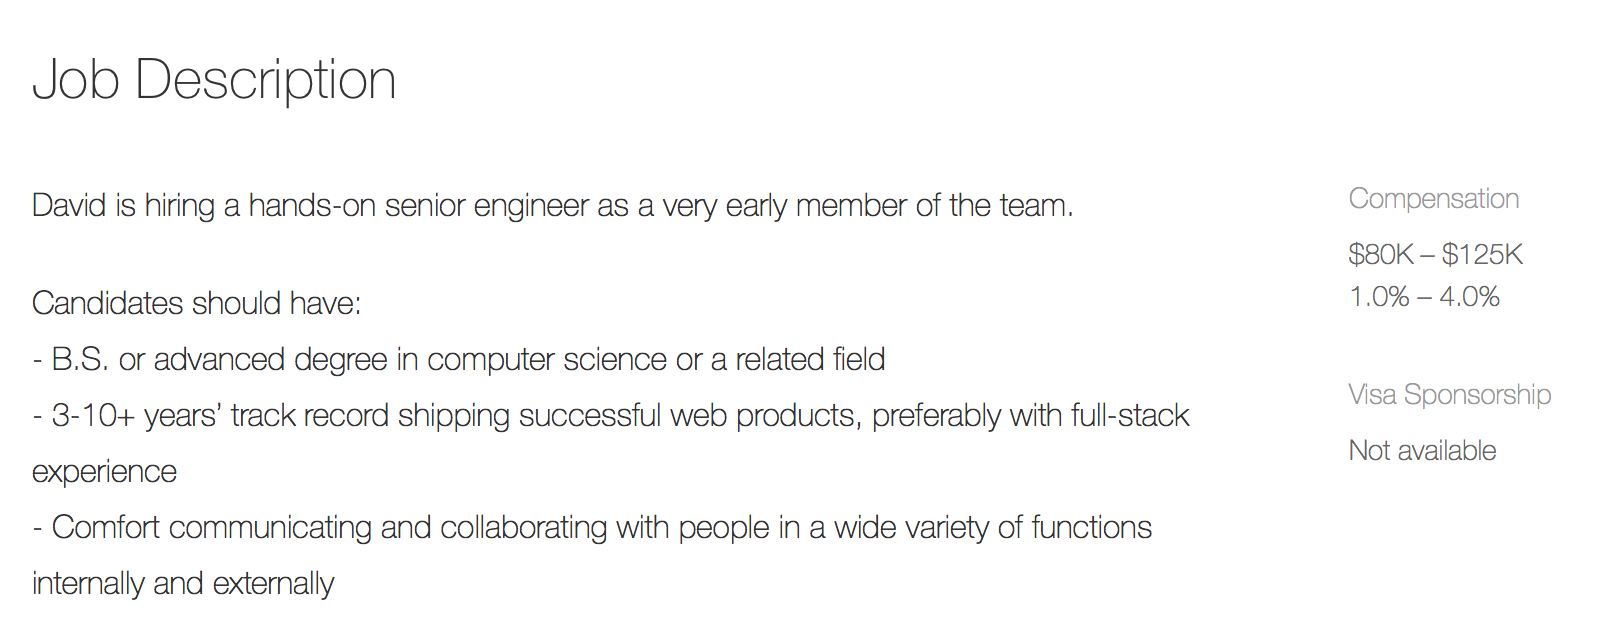 Job Description
David is hiring a hands-on senior engineer as a very early member of the team.
Candidates should have:
- B.S. or advanced degree in computer science or a related field
- 3-10+ years’ track record shipping successful web products, preferably with full-stack
experience
- Comfort communicating and collaborating with people in a wide variety of functions
internally and externally
Compensation
$80K – $125K
1.0% – 4.0%
Visa Sponsorship
Not available